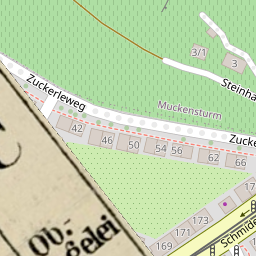 3/1
3
Steinha
Zuckerleweg
Muckensturm
Zucke
42
46
50
54
56
62
66
173
171
169
Schmide
Ob=